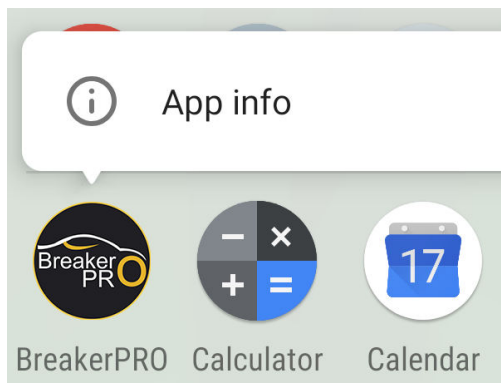 App info
Breaker
PRO
− ×
+ =
17
BreakerPRO Calculator Calendar